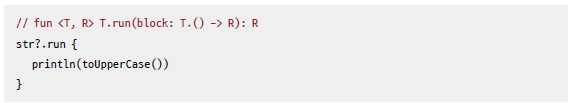 // fun <T, R> T.run(block: T.() -> R): R
str?.run {
    println(toUpperCase())
}